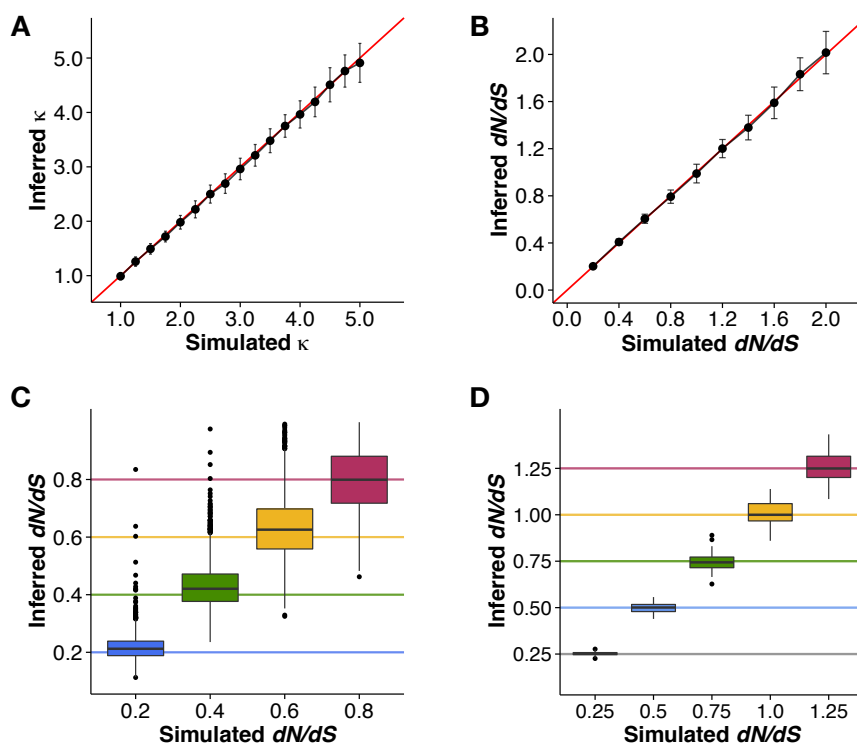 A
Inferred κ
5.0
4.0
3.0
2.0
1.0
1.0 2.0 3.0 4.0 5.0
Simulated κ
B
Inferred dN/dS
2.0
1.6
1.2
0.8
0.4
0.0
0.0 0.4 0.8 1.2 1.6 2.0
Simulated dN/dS
C
Inferred dN/dS
0.8
0.6
0.4
0.2
0.2 0.4 0.6 0.8
Simulated dN/dS
D
Inferred dN/dS
1.25
1.00
0.75
0.50
0.25
0.25 0.5 0.75 1.0 1.25
Simulated dN/dS